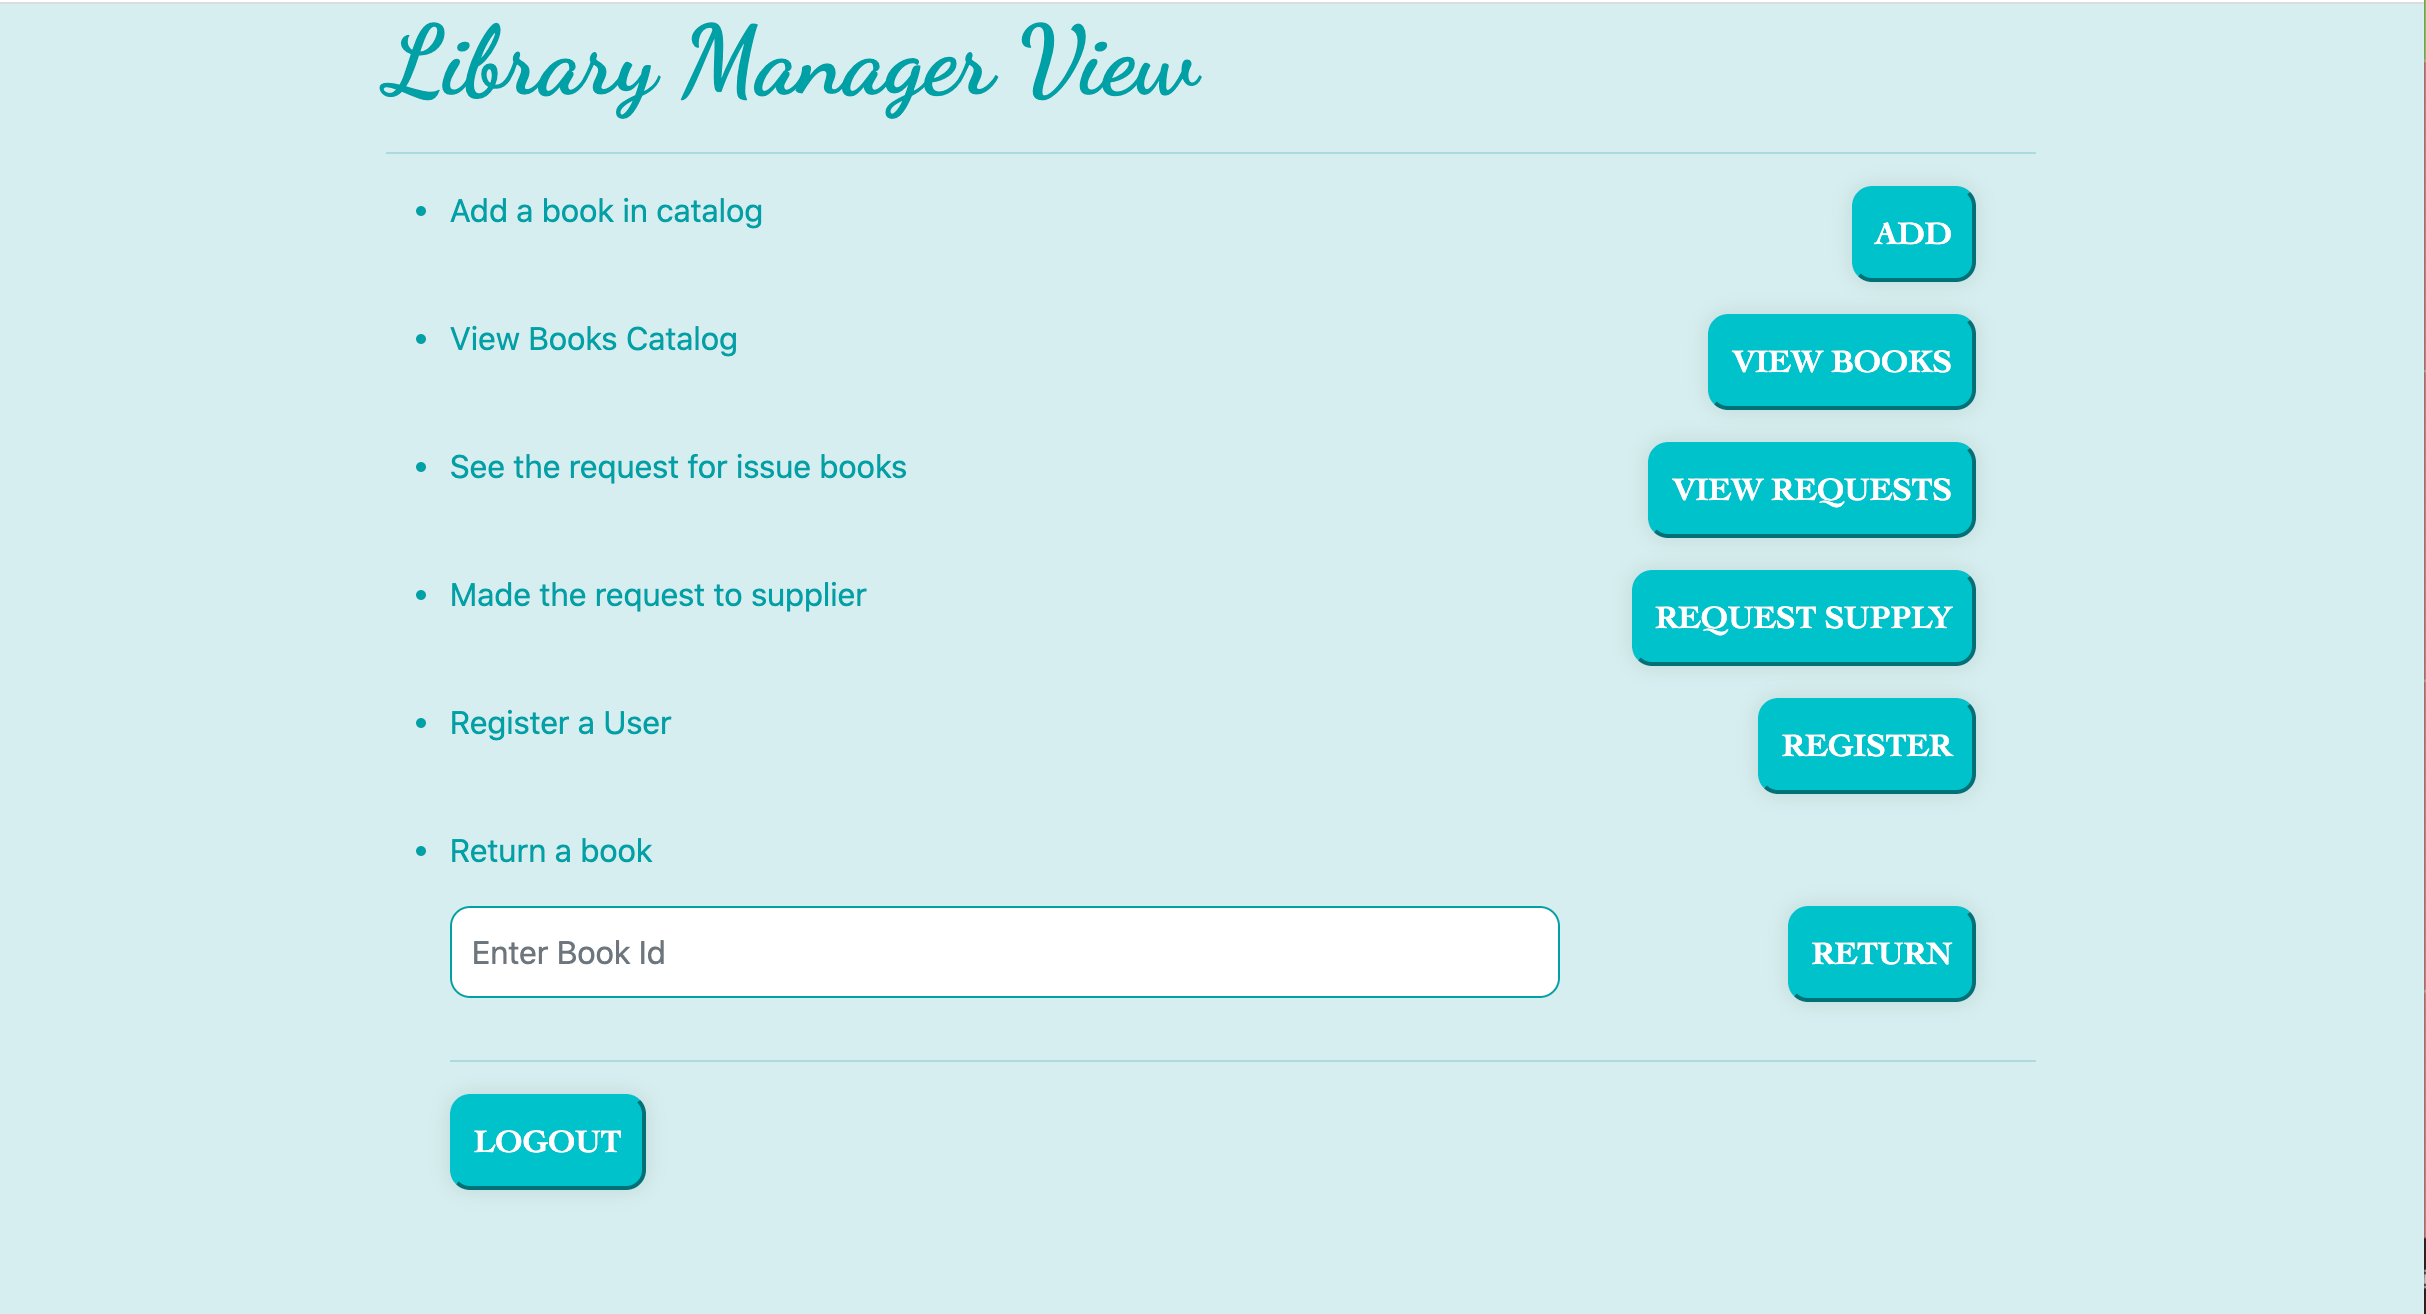 Library Manager View
Add a book in catalog
ADD
View Books Catalog
VIEW BOOKS
See the request for issue books
VIEW REQUESTS
Made the request to supplier
REQUEST SUPPLY
Register a User
REGISTER
Return a book
Enter Book Id
RETURN
LOGOUT